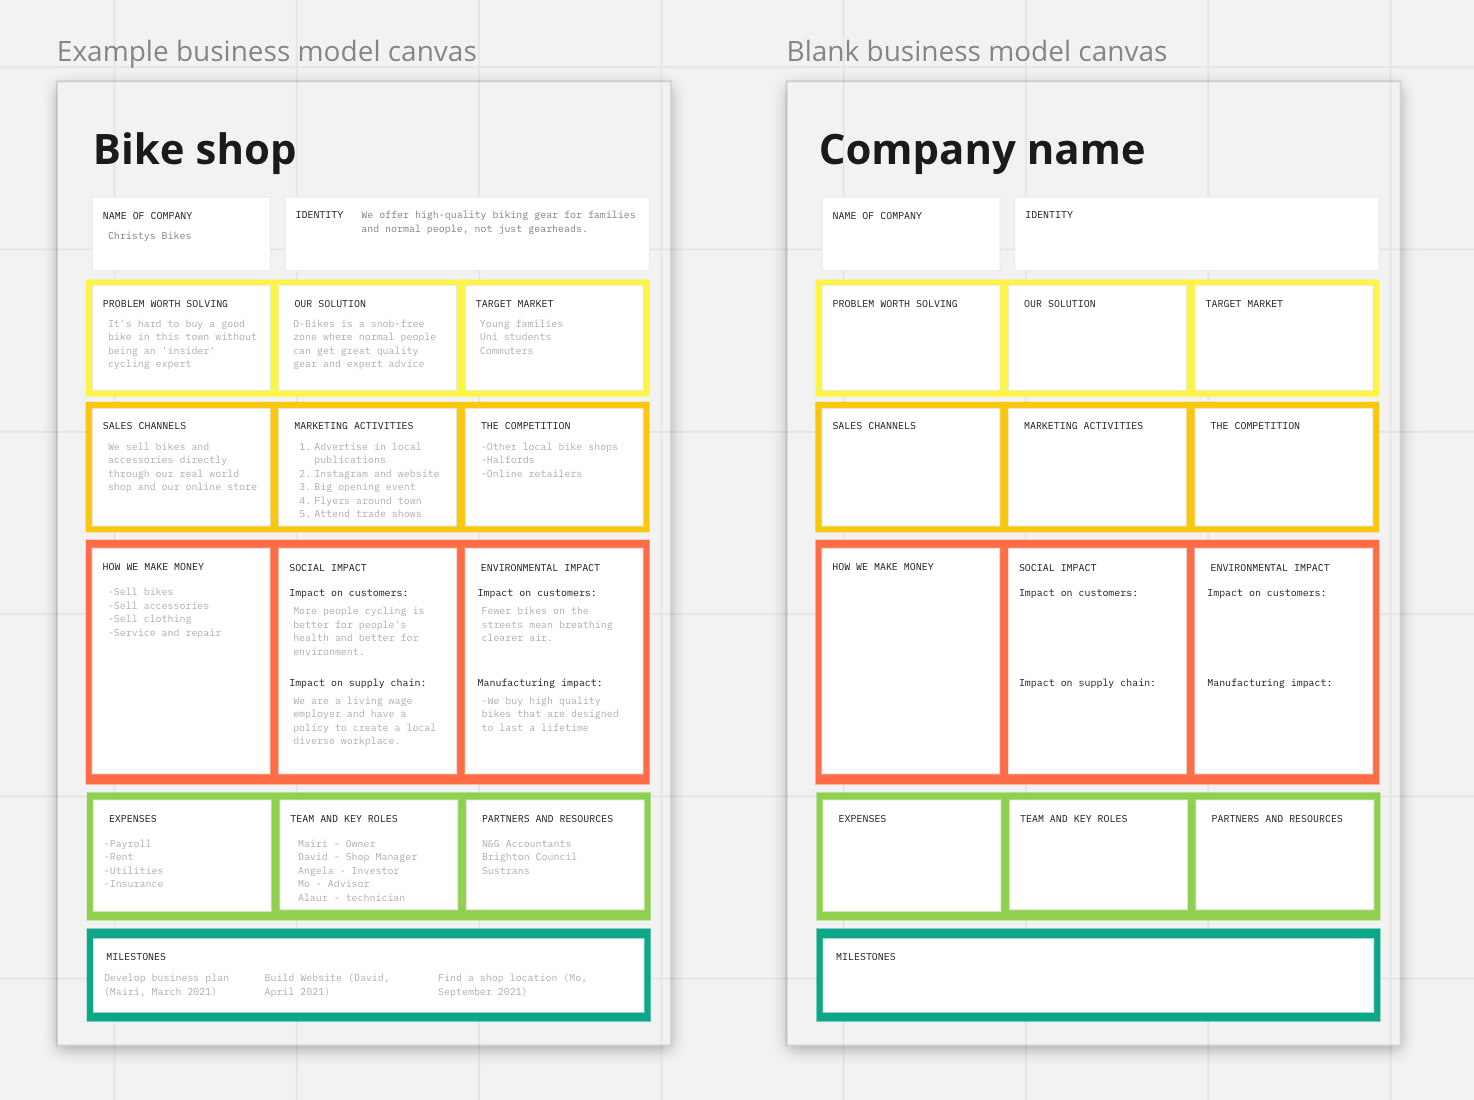 Example business model canvas
Bike shop
NAME OF COMPANY
Christys Bikes
IDENTITY
We offer high-quality biking gear for families
and normal people, not just gearheads.
PROBLEM WORTH SOLVING
It's hard to buy a good
bike in this town without
being an 'insider'
cycling expert
OUR SOLUTION
D-Bikes is a snob-free
zone where normal people
can get great quality
gear and expert advice
TARGET MARKET
Young families
Uni students
Commuters
SALES CHANNELS
We sell bikes and
accessories directly
through our real world
shop and our online store
MARKETING ACTIVITIES
1. Advertise in local
publications
2. Instagram and website
3. Big opening event
4. Flyers around town
5. Attend trade shows
THE COMPETITION
-Other local bike shops
-Halfords
-Online retailers
HOW WE MAKE MONEY
-Sell bikes
-Sell accessories
-Sell clothing
-Service and repair
SOCIAL IMPACT
Impact on customers:
More people cycling is
better for people's
health and better for
environment.
Impact on supply chain:
We are a living wage
employer and have a
policy to create a local
diverse workplace.
ENVIRONMENTAL IMPACT
Impact on customers:
Fewer bikes on the
streets mean breathing
clearer air.
Manufacturing impact:
-We buy high quality
bikes that are designed
to last a lifetime
EXPENSES
-Payroll
-Rent
-Utilities
-Insurance
TEAM AND KEY ROLES
Mairi - Owner
David - Shop Manager
Angela - Investor
Mo - Advisor
Alaur - technician
PARTNERS AND RESOURCES
N&G Accountants
Brighton Council
Sustrans
MILESTONES
Develop business plan
(Mairi, March 2021)
Build Website (David,
April 2021)
Find a shop location (Mo,
September 2021)
Blank business model canvas
Company name
NAME OF COMPANY
IDENTITY
PROBLEM WORTH SOLVING
OUR SOLUTION
TARGET MARKET
SALES CHANNELS
MARKETING ACTIVITIES
THE COMPETITION
HOW WE MAKE MONEY
SOCIAL IMPACT
Impact on customers:
Impact on supply chain:
ENVIRONMENTAL IMPACT
Impact on customers:
Manufacturing impact:
EXPENSES
TEAM AND KEY ROLES
PARTNERS AND RESOURCES
MILESTONES